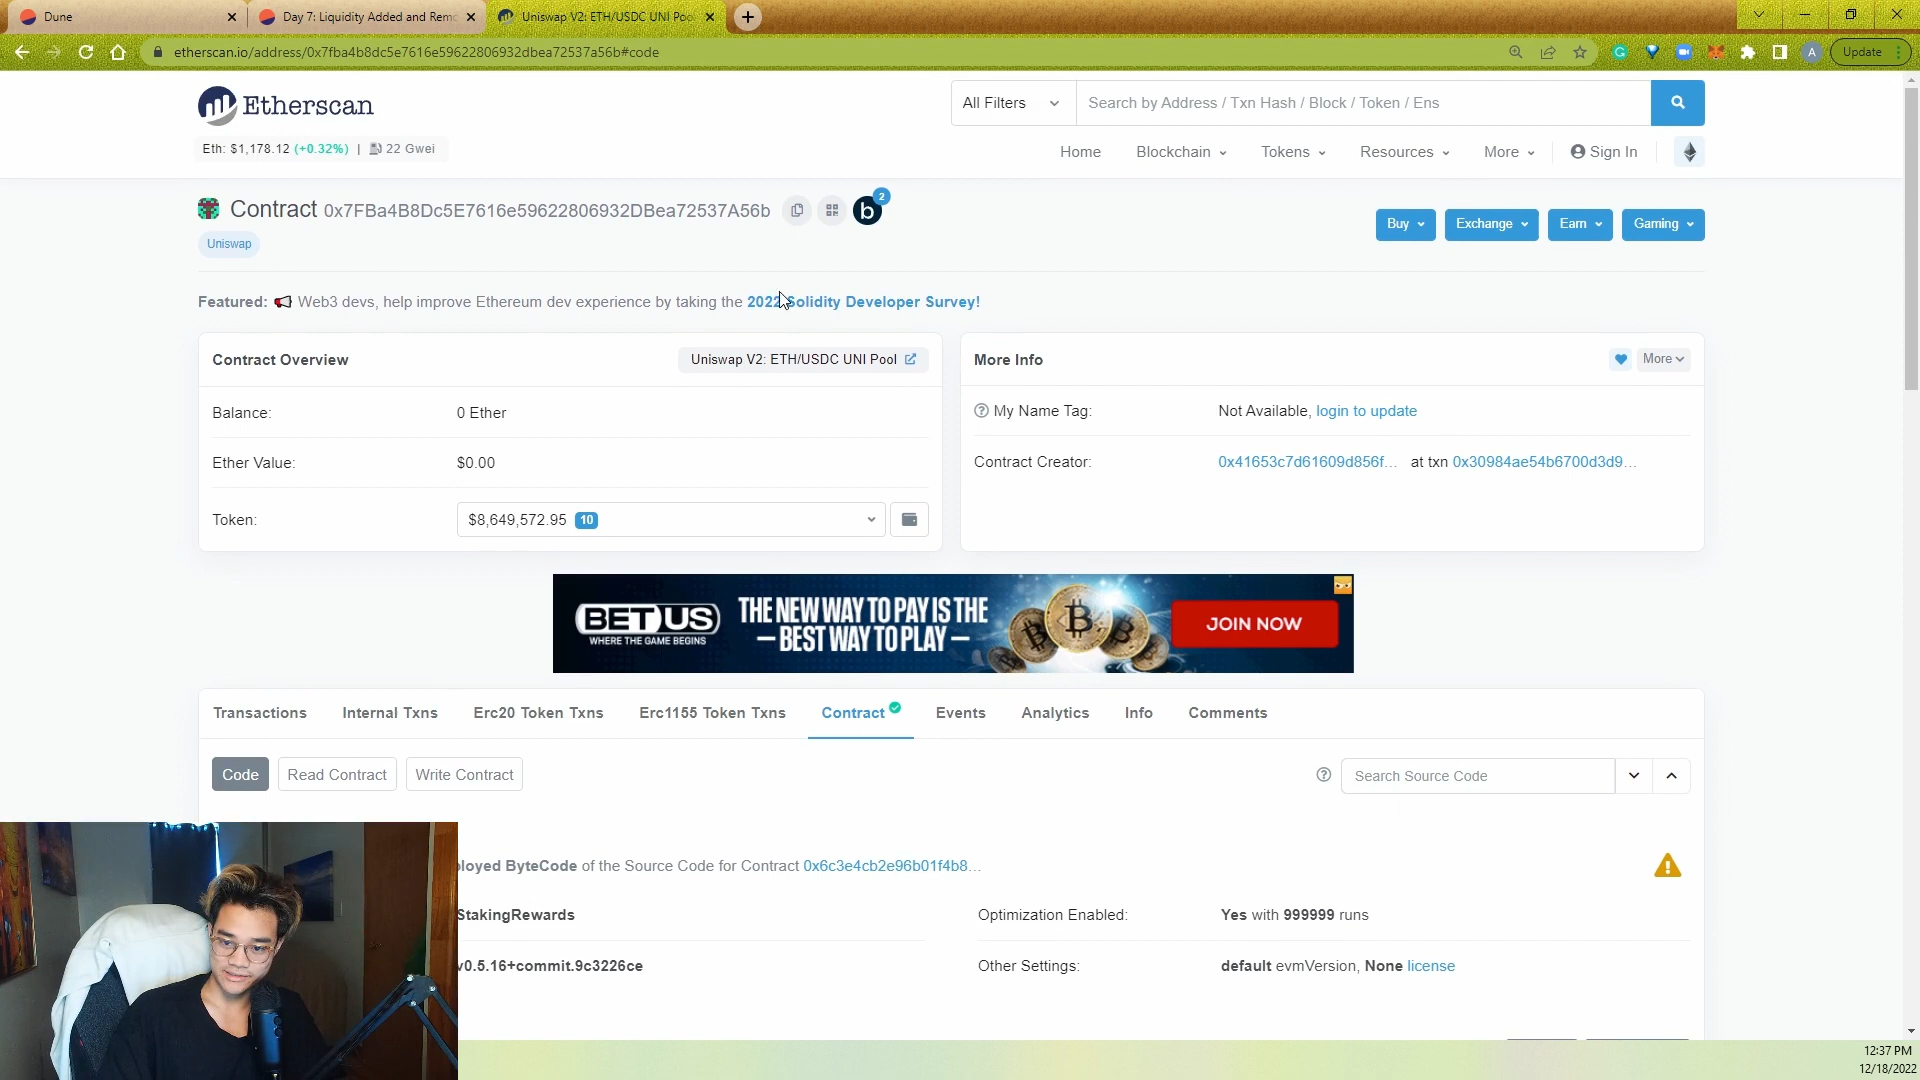 Dune
Day 7: Liquidity Added and Remo
Uniswap V2: ETH/USDC UNI Poo
etherscan.io/address/0x7fba4b8dc5e7616e59622806932dbea72537a56b#code
A
Update
Etherscan
All Filters
Search by Address / Txn Hash / Block / Token / Ens
Eth: $1,178.12 (+0.32%) | 22 Gwei
Home
Blockchain
Tokens
Resources
More
Sign In
Contract 0x7FBa4B8Dc5E7616e59622806932DBea72537A56b
b
2
Uniswap
Buy
Exchange
Earn
Gaming
Featured: Web3 devs, help improve Ethereum dev experience by taking the 2022 Solidity Developer Survey!
Contract Overview
Uniswap V2: ETH/USDC UNI Pool
Balance:
0 Ether
Ether Value:
$0.00
Token:
$8,649,572.95 10
More Info
More
My Name Tag:
Not Available, login to update
Contract Creator:
0x41653c7d61609d856f... at txn 0x30984ae54b6700d3d9...
BETUS
WHERE THE GAME BEGINS
THE NEW WAY TO PAY IS THE
—BEST WAY TO PLAY—
JOIN NOW
Transactions
Internal Txns
Erc20 Token Txns
Erc1155 Token Txns
Contract
Events
Analytics
Info
Comments
Code
Read Contract
Write Contract
Search Source Code
ployed ByteCode of the Source Code for Contract 0x6c3e4cb2e96b01f4b8...
StakingRewards
Optimization Enabled:
Yes with 999999 runs
v0.5.16+commit.9c3226ce
Other Settings:
default evmVersion, None license
12:37 PM
12/18/2022